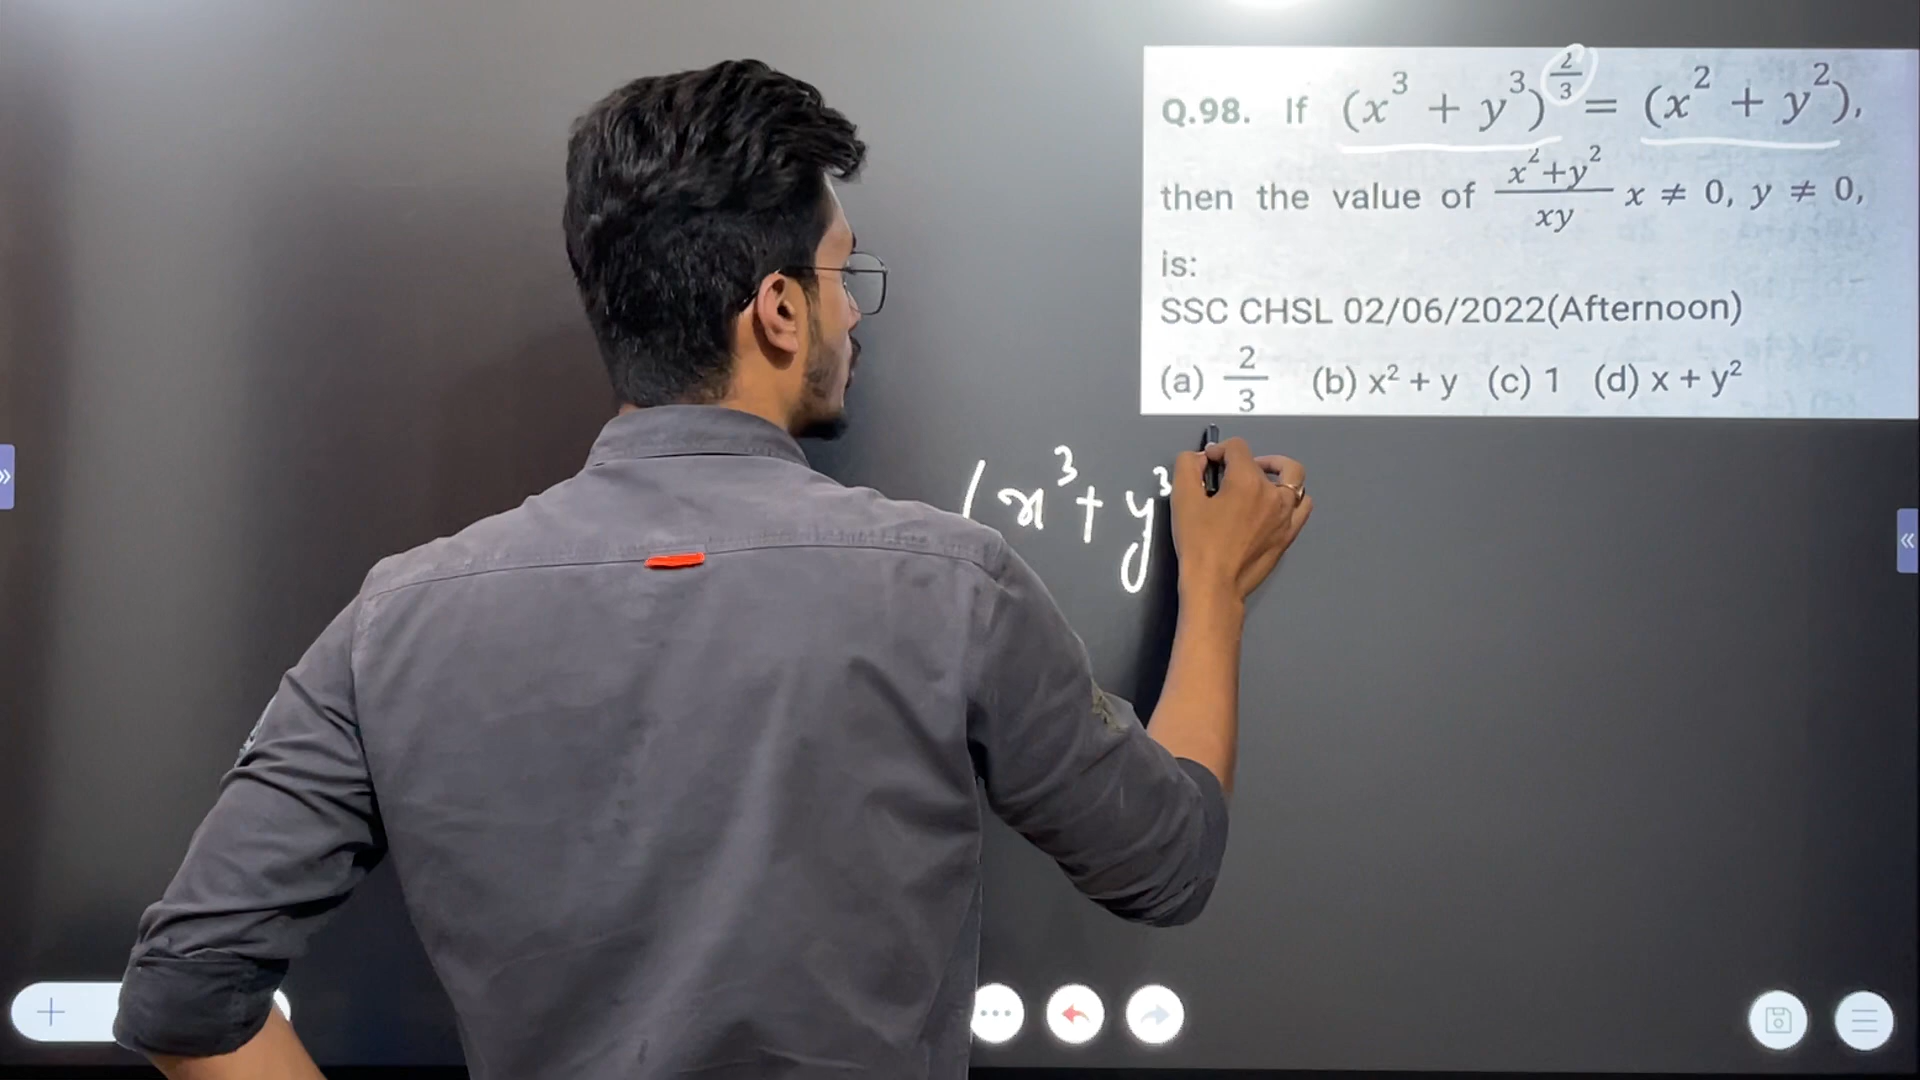 Q.98. If (x³ + y³)^(2/3) = (x² + y²),
then the value of (x²+y²)/(xy) x ≠ 0, y ≠ 0,
is:
SSC CHSL 02/06/2022(Afternoon)
(a) 2/3 (b) x² + y (c) 1 (d) x + y²
(x³ + y³